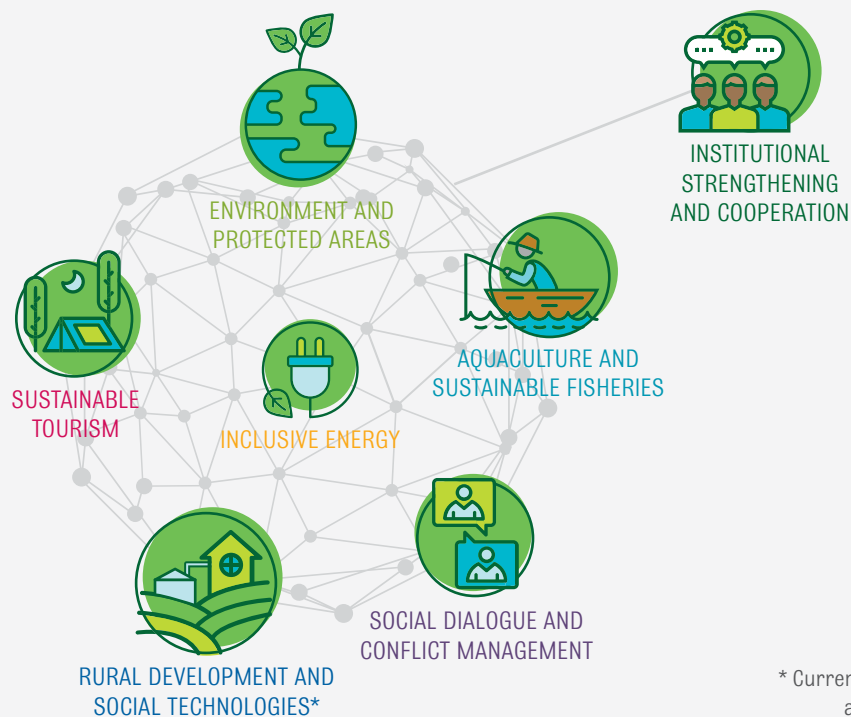 INSTITUTIONAL
STRENGTHENING
AND COOPERATION
ENVIRONMENT AND
PROTECTED AREAS
AQUACULTURE AND
SUSTAINABLE FISHERIES
SUSTAINABLE
TOURISM
INCLUSIVE ENERGY
SOCIAL DIALOGUE AND
CONFLICT MANAGEMENT
RURAL DEVELOPMENT AND
SOCIAL TECHNOLOGIES*
*